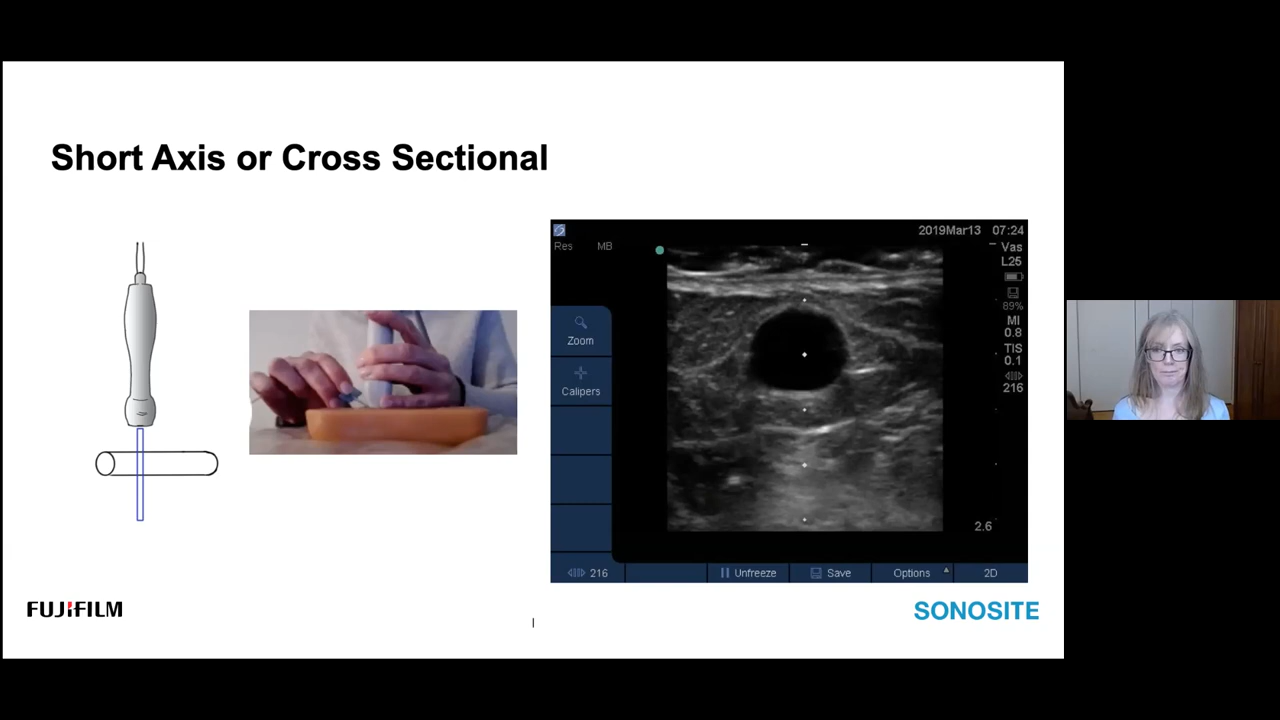 Short Axis or Cross Sectional
2019Mar13 07:24
Res MB
Vas
L25
89%
MI
0.8
TIS
0.1
216
Zoom
Calipers
2.6
216
Unfreeze
Save
Options
2D
FUJIFILM
SONOSITE